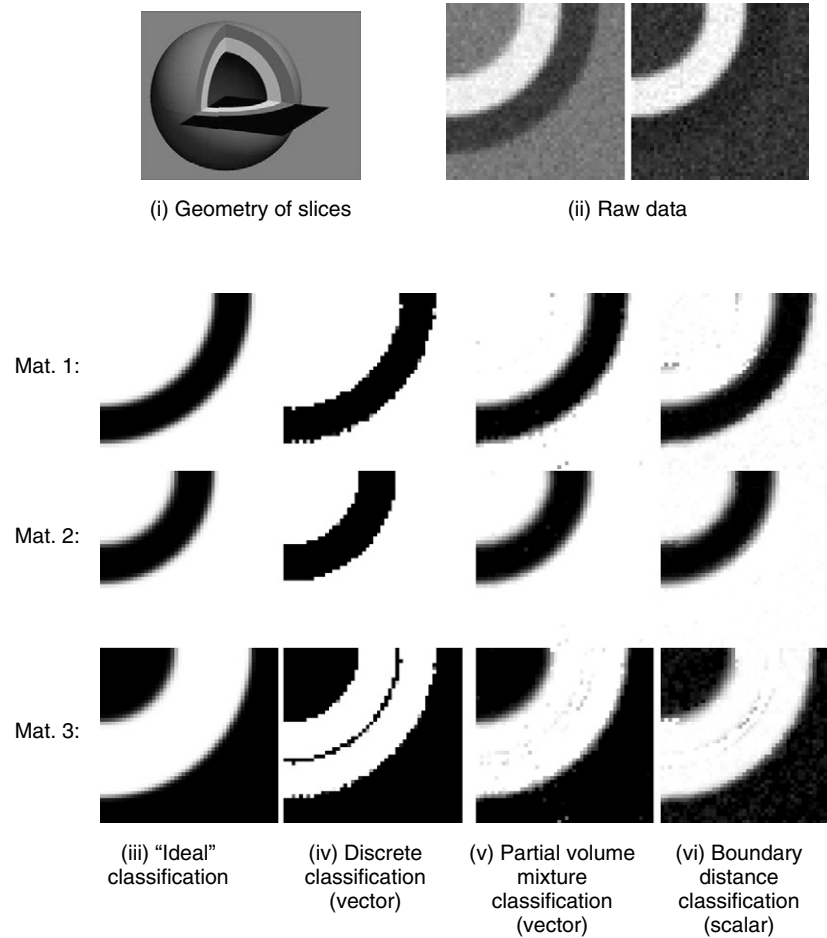 (i) Geometry of slices
(ii) Raw data
Mat. 1:
Mat. 2:
Mat. 3:
(iii) “Ideal”
classification
(iv) Discrete
classification
(vector)
(v) Partial volume
mixture
classification
(vector)
(vi) Boundary
distance
classification
(scalar)